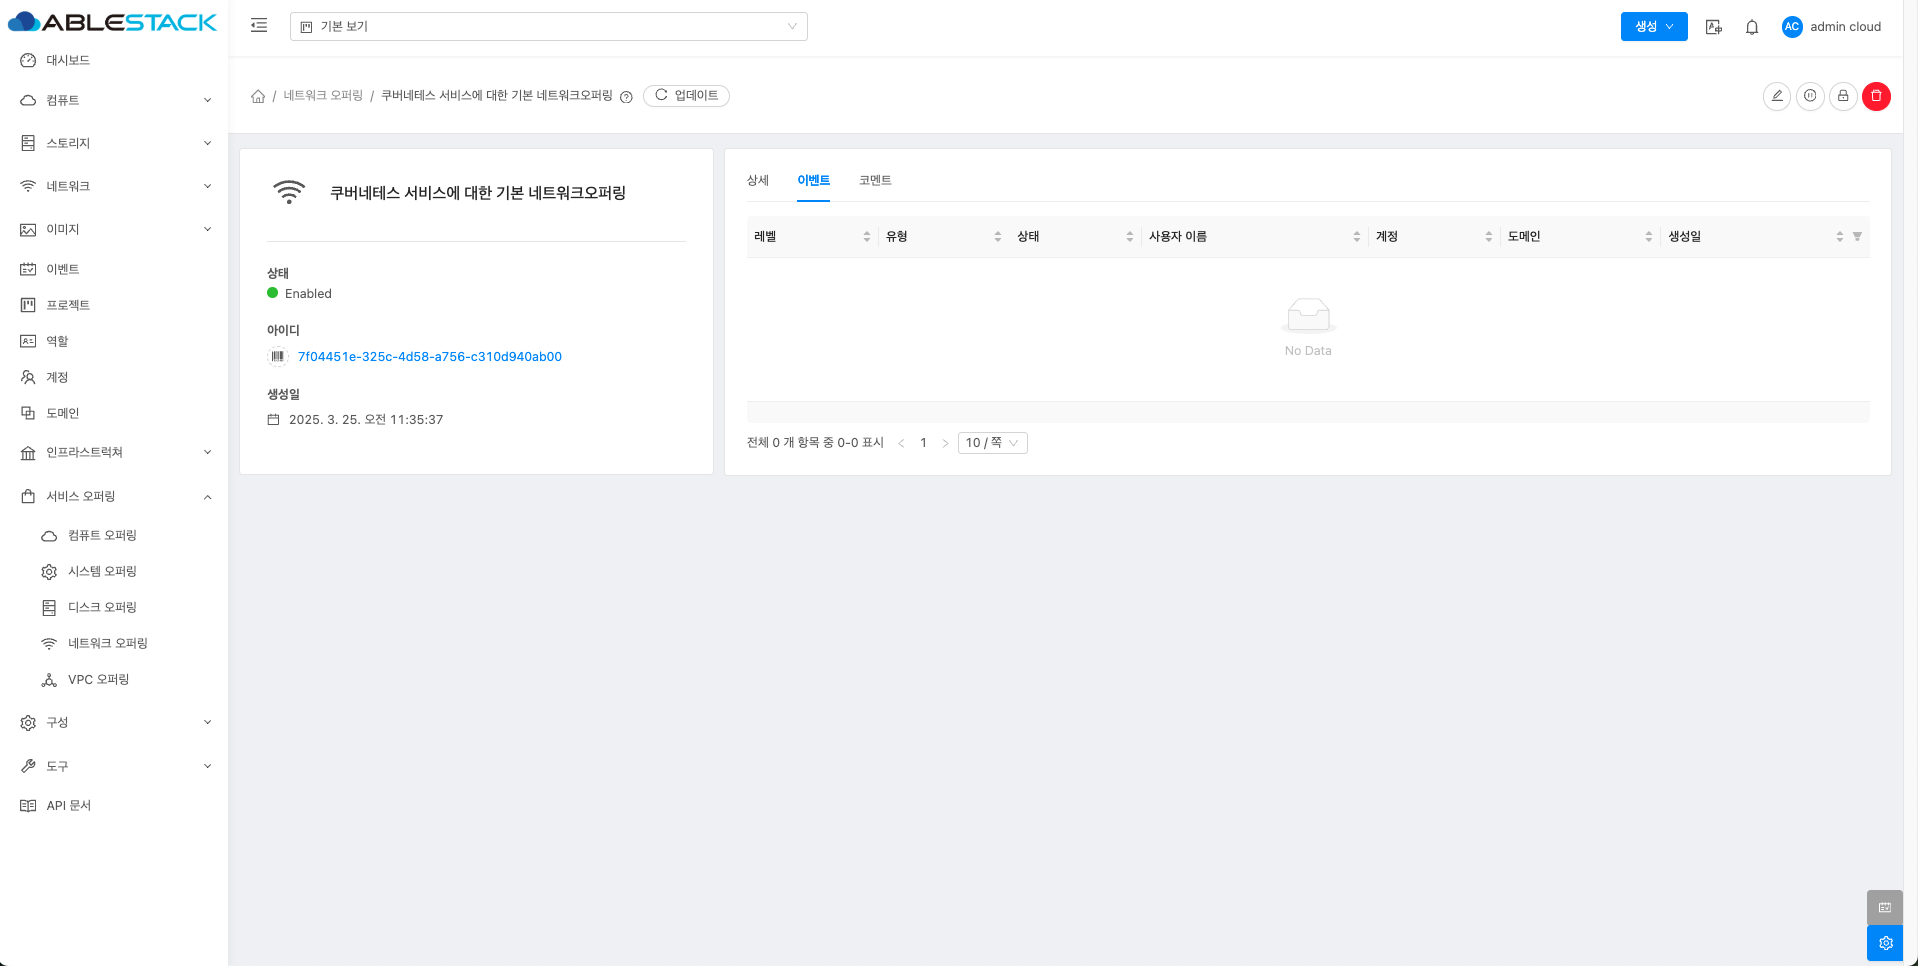 ABLESTACK
기본 보기
생성
AC
admin cloud
대시보드
컴퓨트
스토리지
네트워크
이미지
이벤트
프로젝트
역할
계정
도메인
인프라스트럭쳐
서비스 오퍼링
컴퓨트 오퍼링
시스템 오퍼링
디스크 오퍼링
네트워크 오퍼링
VPC 오퍼링
구성
도구
API 문서
/ 네트워크 오퍼링 / 쿠버네테스 서비스에 대한 기본 네트워크오퍼링
업데이트
쿠버네테스 서비스에 대한 기본 네트워크오퍼링
상태
Enabled
아이디
7f04451e-325c-4d58-a756-c310d940ab00
생성일
2025. 3. 25. 오전 11:35:37
상세 이벤트 코멘트
레벨 유형 상태 사용자 이름 계정 도메인 생성일
No Data
전체 0 개 항목 중 0-0 표시 < 1 > 10 / 쪽